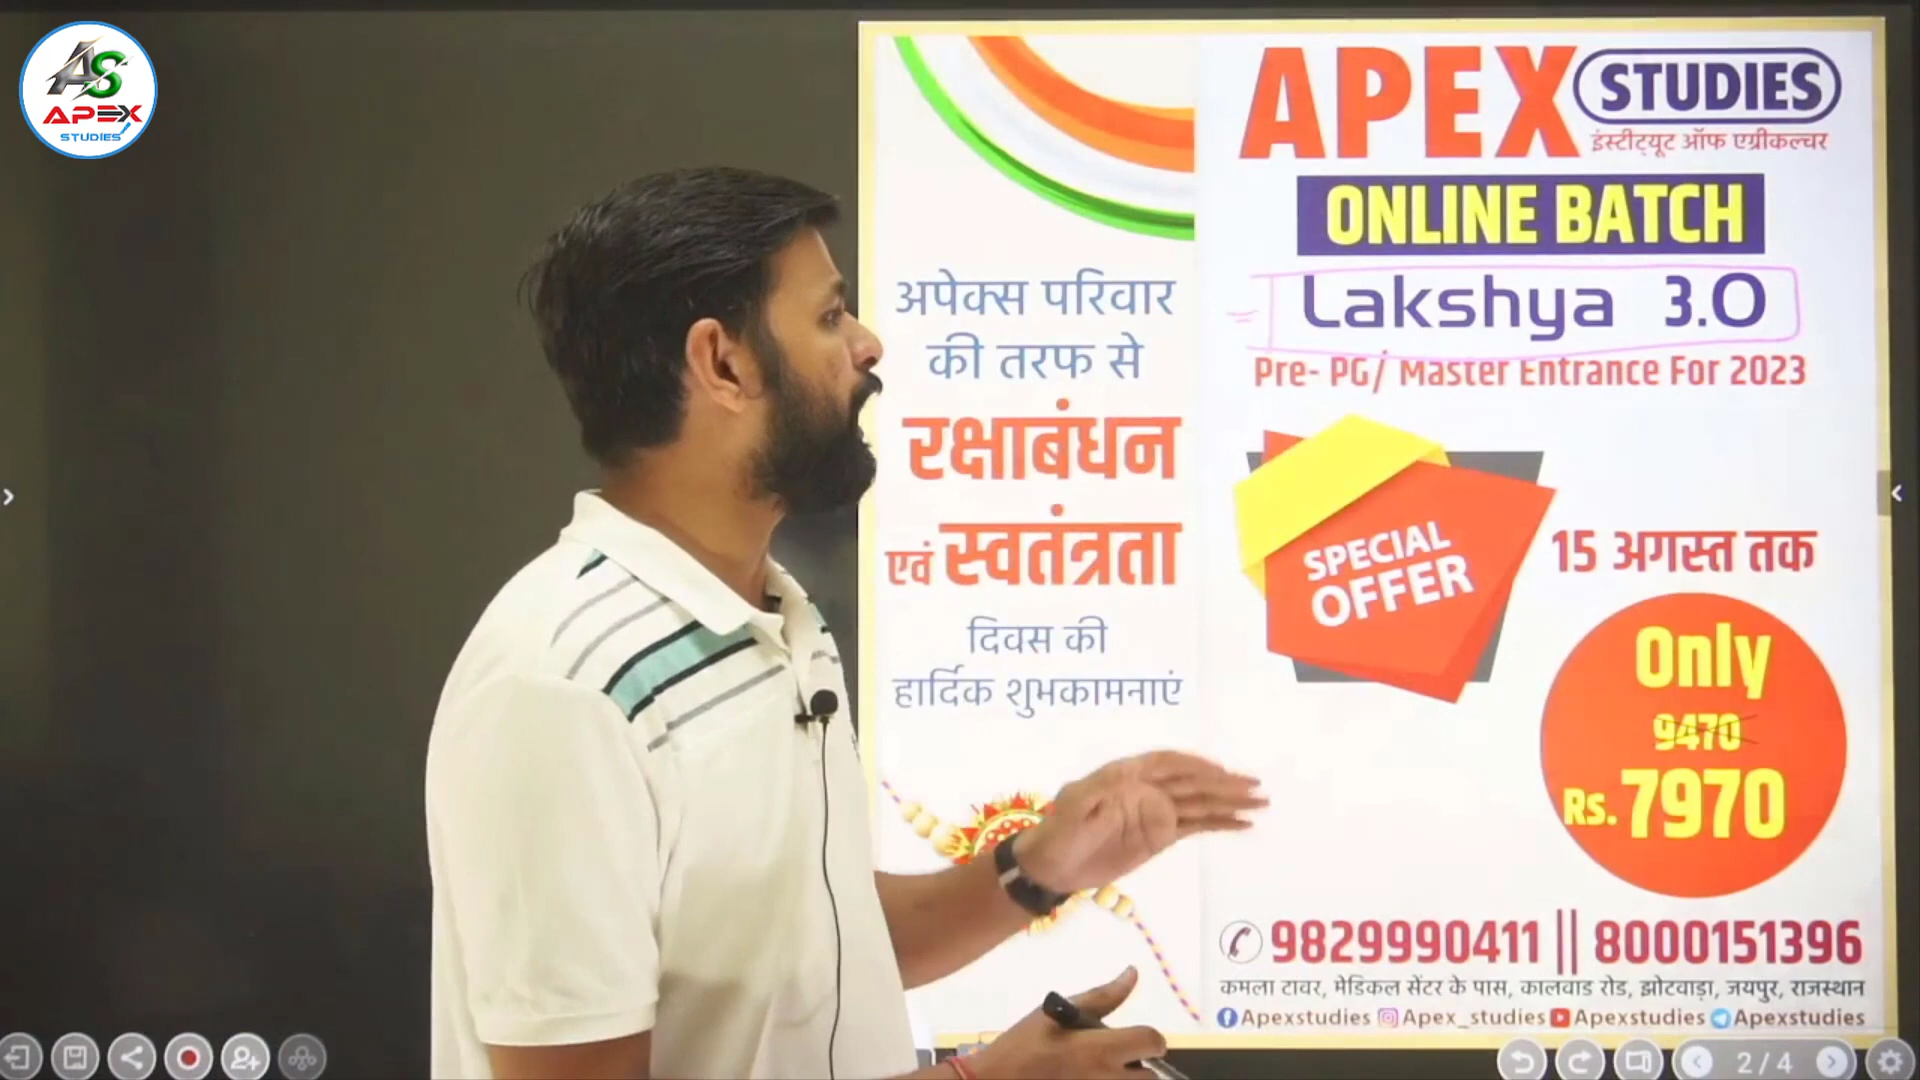 AS
APEX
STUDIES
APEX STUDIES
इंस्टीट्यूट ऑफ एग्रीकल्चर
ONLINE BATCH
Lakshya 3.0
Pre- PG/ Master Entrance For 2023
अपेक्स परिवार
की तरफ से
रक्षाबंधन
एवं स्वतंत्रता
दिवस की
हार्दिक शुभकामनाएं
SPECIAL
OFFER
15 अगस्त तक
Only
9470
Rs. 7970
9829990411 || 8000151396
कमला टावर, मेडिकल सेंटर के पास, कालवाड रोड, झोटवाड़ा, जयपुर, राजस्थान
Apexstudies Apex_studies Apexstudies Apexstudies
2 / 4